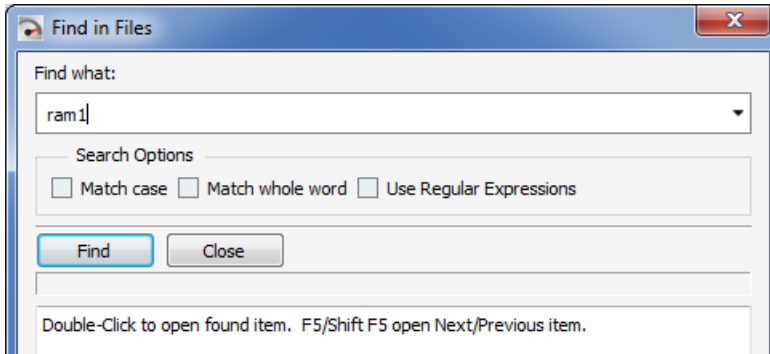 Find in Files
Find what:
ram1
Search Options
Match case Match whole word Use Regular Expressions
Find Close
Double-Click to open found item. F5/Shift F5 open Next/Previous item.